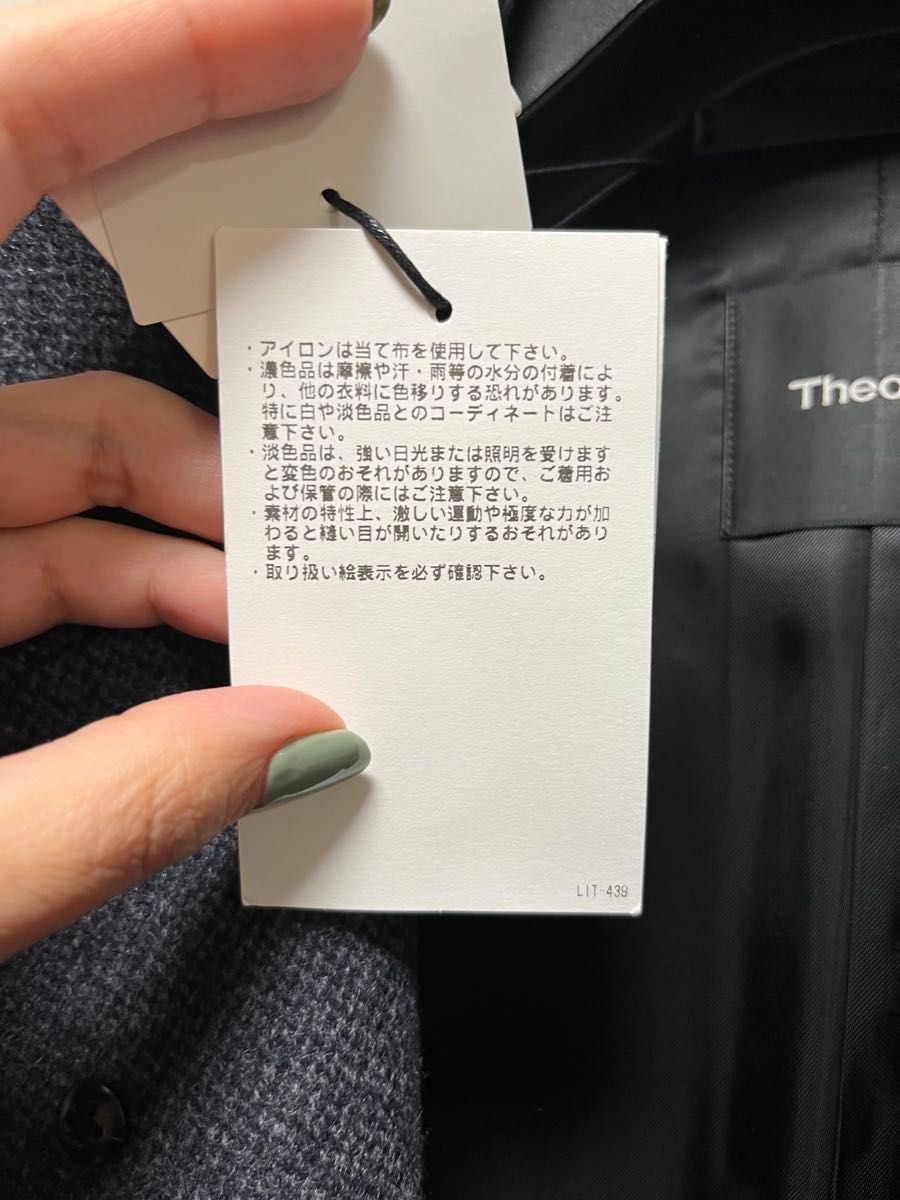 ・アイロンは当て布を使用して下さい。
・濃色品は摩擦や汗・雨等の水分の付着によ
り、他の衣料に色移りする恐れがあります。
特に白や淡色品とのコーディネートはご注
意下さい。
・淡色品は、強い日光または照明を受けます
と変色のおそれがありますので、ご着用お
よび保管の際にはご注意下さい。
・素材の特性上、激しい運動や極度な力が加
わると縫い目が開いたりするおそれがあり
ます。
・取り扱い絵表示を必ず確認下さい。
LIT-439
Theo